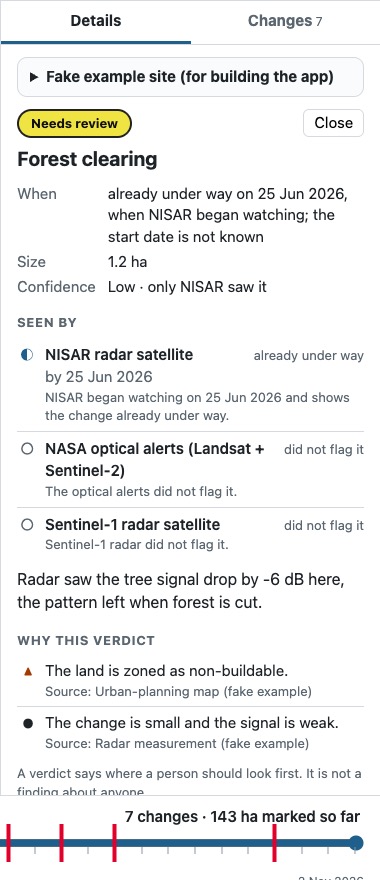 Details
Changes 7
Fake example site (for building the app)
Needs review
Close
Forest clearing
When
already under way on 25 Jun 2026,
when NISAR began watching; the
start date is not known
Size
1.2 ha
Confidence
Low · only NISAR saw it
SEEN BY
NISAR radar satellite
already under way
by 25 Jun 2026
NISAR began watching on 25 Jun 2026 and shows
the change already under way.
NASA optical alerts (Landsat +
Sentinel-2)
did not flag it
The optical alerts did not flag it.
Sentinel-1 radar satellite
did not flag it
Sentinel-1 radar did not flag it.
Radar saw the tree signal drop by -6 dB here,
the pattern left when forest is cut.
WHY THIS VERDICT
The land is zoned as non-buildable.
Source: Urban-planning map (fake example)
The change is small and the signal is weak.
Source: Radar measurement (fake example)
A verdict says where a person should look first. It is not a
finding about anyone.
7 changes · 143 ha marked so far
2 Nov 2026